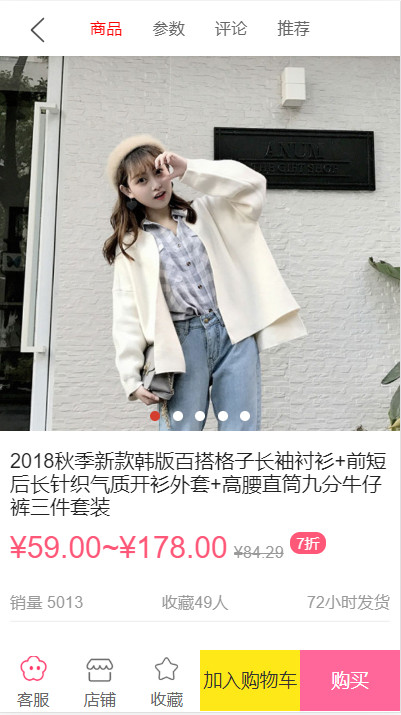 商品 参数 评论 推荐
ANUM
2018秋季新款韩版百搭格子长袖衬衫+前短
后长针织气质开衫外套+高腰直筒九分牛仔
裤三件套装
¥59.00~¥178.00 ¥84.29 7折
销量 5013 收藏49人 72小时发货
客服 店铺 收藏 加入购物车 购买